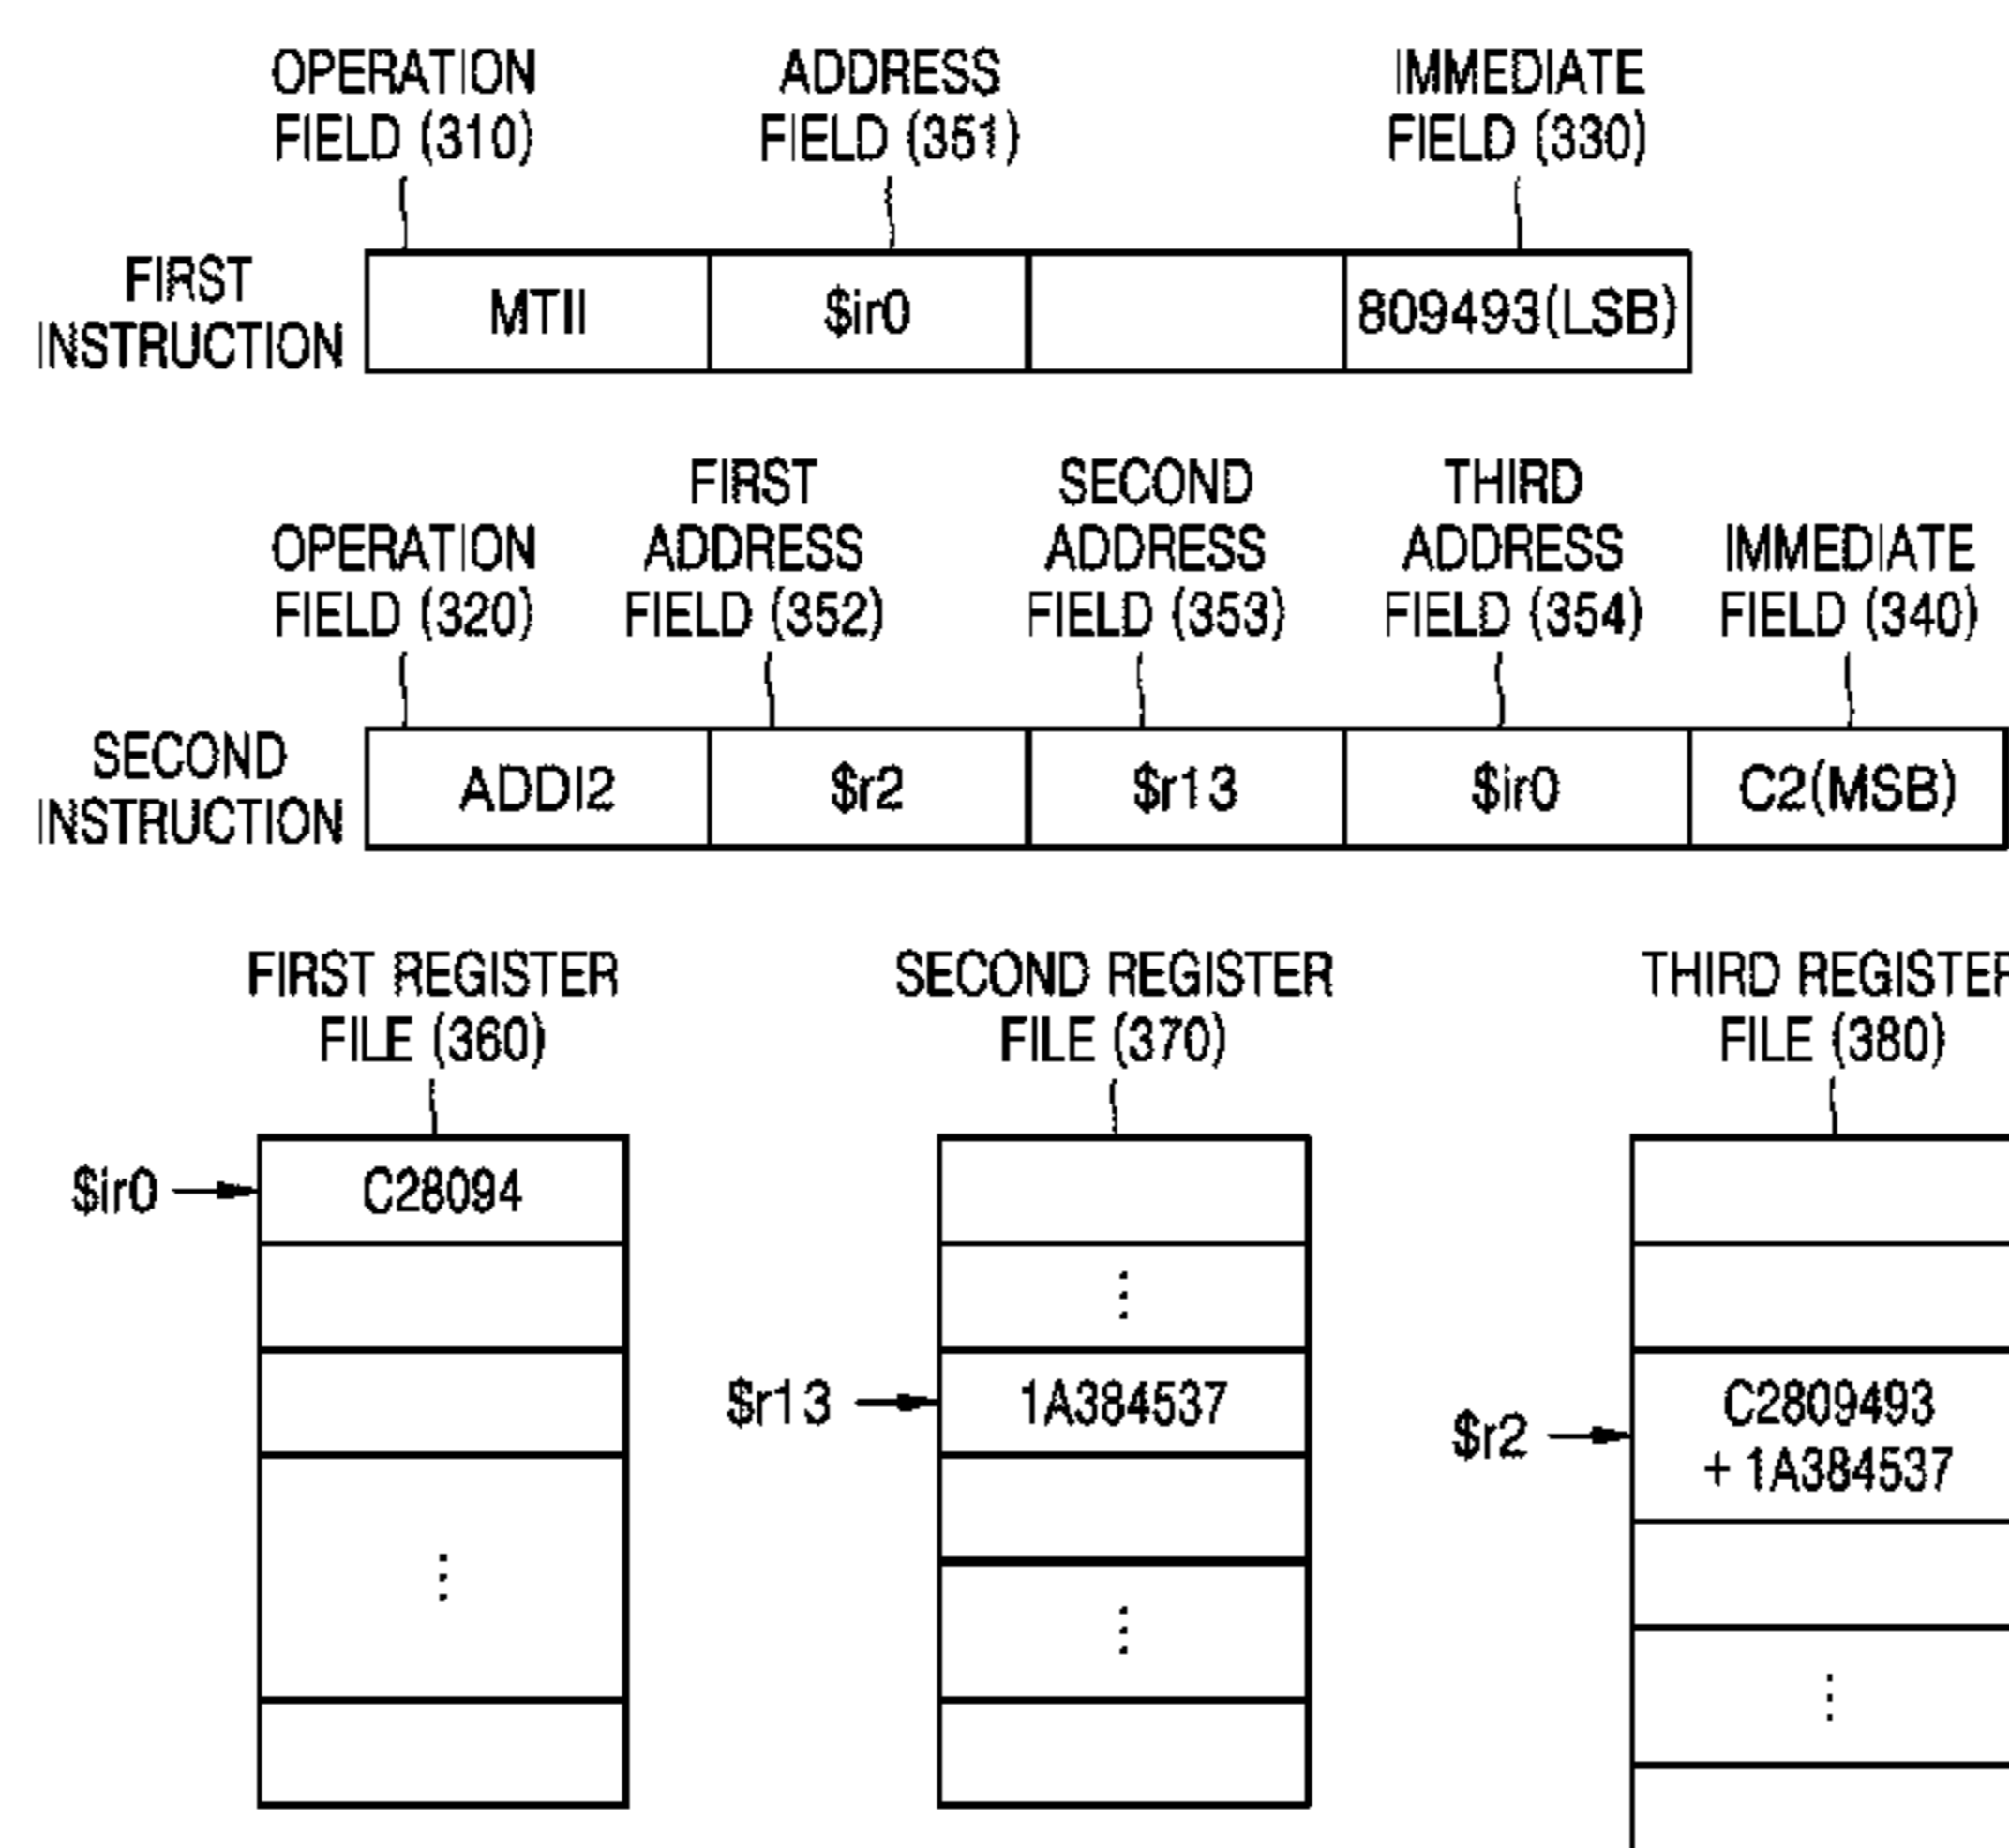 OPERATION FIELD (310)
ADDRESS FIELD (351)
IMMEDIATE FIELD (330)
FIRST INSTRUCTION
MTII
$ir0
809493(LSB)
OPERATION FIELD (320)
FIRST ADDRESS FIELD (352)
SECOND ADDRESS FIELD (353)
THIRD ADDRESS FIELD (354)
IMMEDIATE FIELD (340)
SECOND INSTRUCTION
ADDI2
$r2
$r13
$ir0
C2(MSB)
FIRST REGISTER FILE (360)
SECOND REGISTER FILE (370)
THIRD REGISTER FILE (380)
$ir0
C28094
$r13
1A384537
$r2
C2809493
+ 1A384537